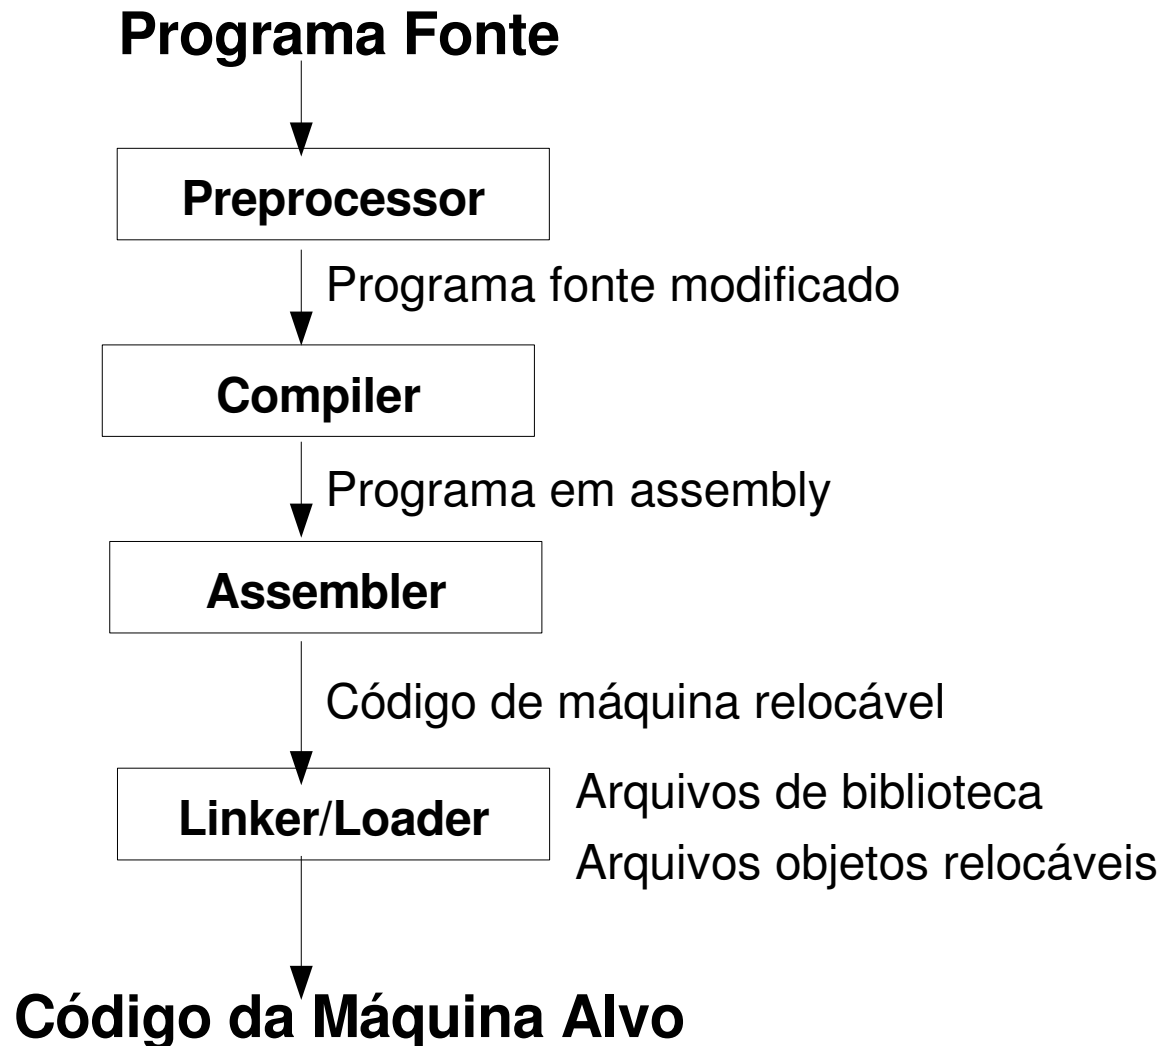 Programa Fonte
Preprocessor
Programa fonte modificado
Compiler
Programa em assembly
Assembler
Código de máquina relocável
Linker/Loader
Arquivos de biblioteca
Arquivos objetos relocáveis
Código da Máquina Alvo